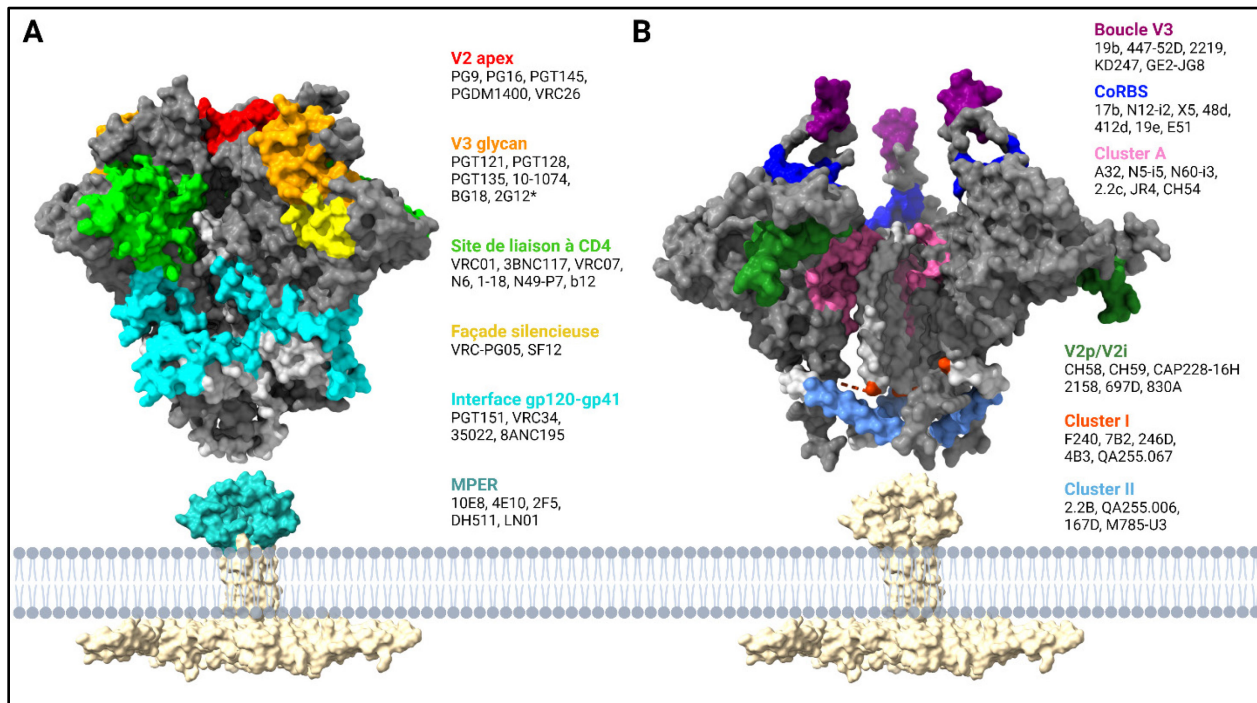 A
V2 apex
PG9, PG16, PGT145,
PGDM1400, VRC26
V3 glycan
PGT121, PGT128,
PGT135, 10-1074,
BG18, 2G12*
Site de liaison à CD4
VRC01, 3BNC117, VRC07,
N6, 1-18, N49-P7, b12
Façade silencieuse
VRC-PG05, SF12
Interface gp120-gp41
PGT151, VRC34,
35022, 8ANC195
MPER
10E8, 4E10, 2F5,
DH511, LN01
B
Boucle V3
19b, 447-52D, 2219,
KD247, GE2-JG8
CoRBS
17b, N12-i2, X5, 48d,
412d, 19e, E51
Cluster A
A32, N5-i5, N60-i3,
2.2c, JR4, CH54
V2p/V2i
CH58, CH59, CAP228-16H
2158, 697D, 830A
Cluster I
F240, 7B2, 246D,
4B3, QA255.067
Cluster II
2.2B, QA255.006,
167D, M785-U3